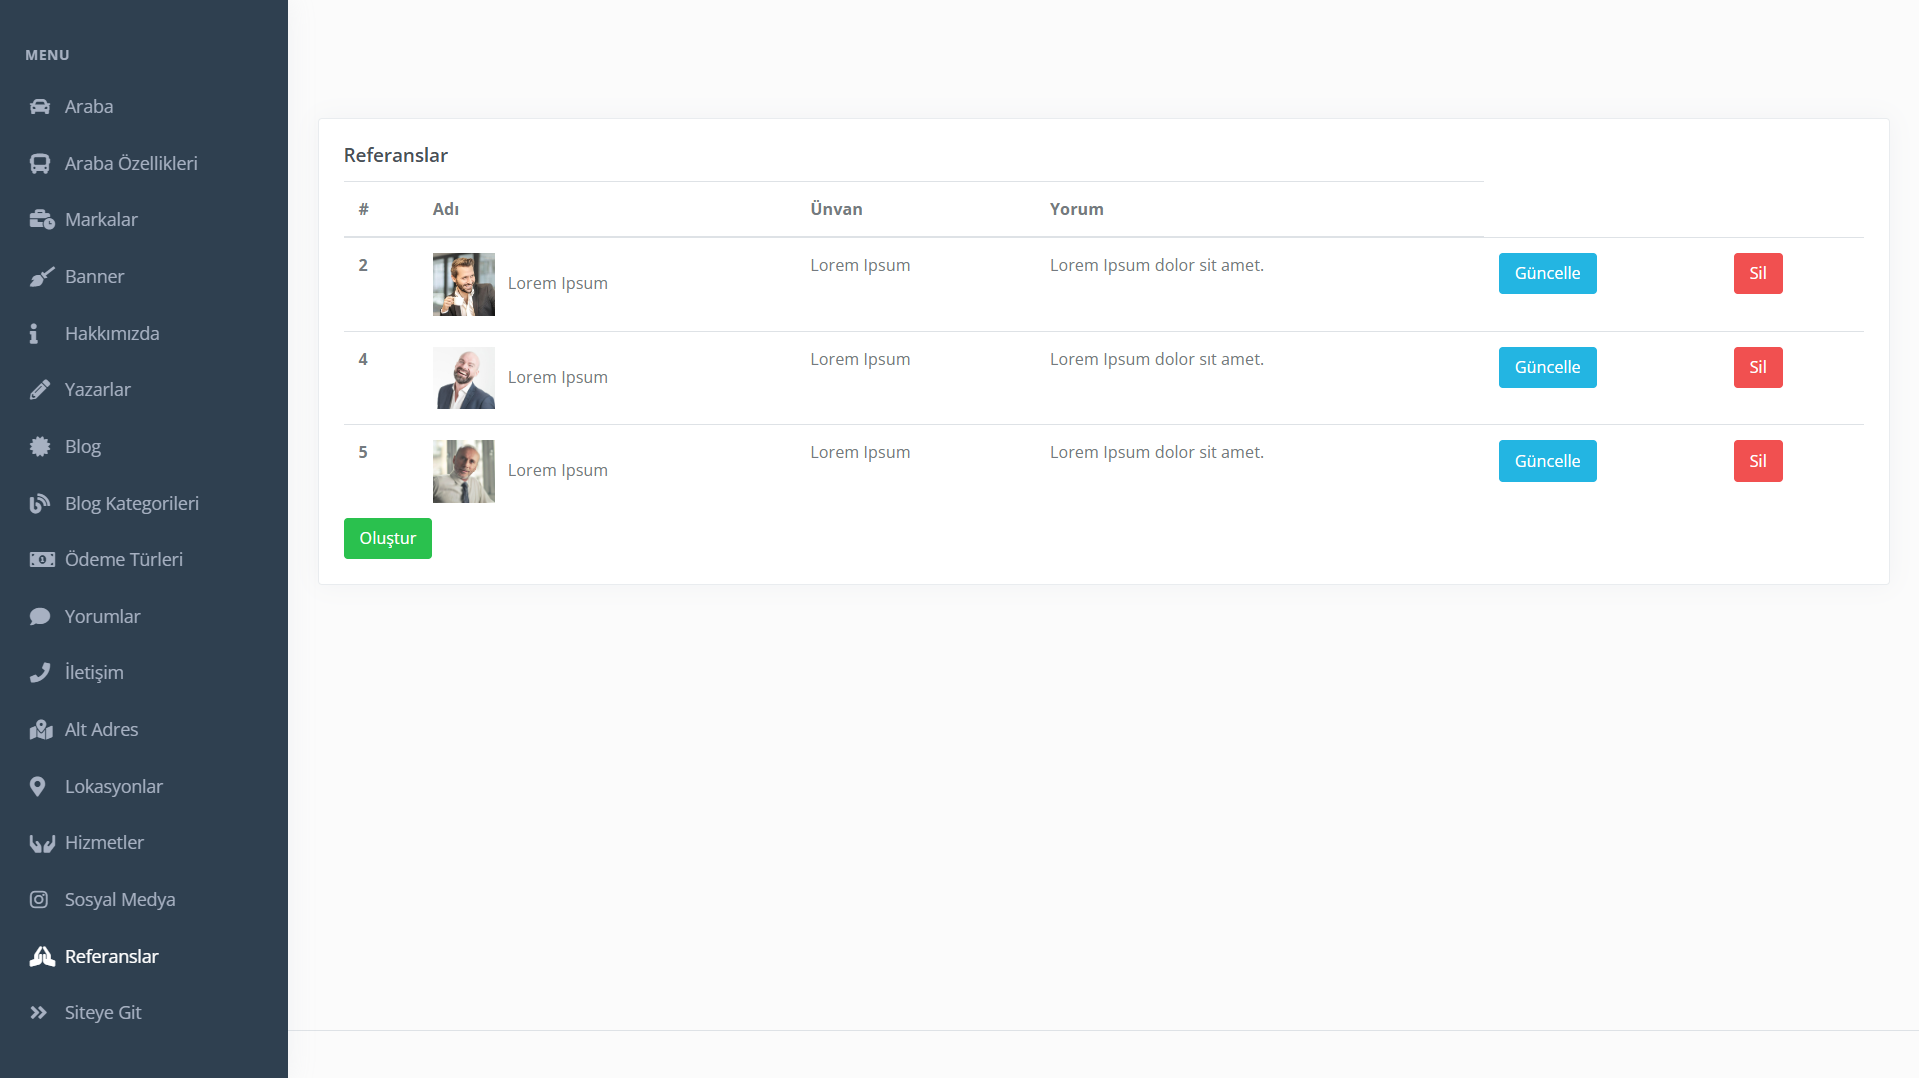 MENU
Araba
Araba Özellikleri
Markalar
Banner
Hakkımızda
Yazarlar
Blog
Blog Kategorileri
Ödeme Türleri
Yorumlar
İletişim
Alt Adres
Lokasyonlar
Hizmetler
Sosyal Medya
Referanslar
Siteye Git
Referanslar
# Adı Ünvan Yorum
2 Lorem Ipsum Lorem Ipsum Lorem Ipsum dolor sit amet. Güncelle Sil
4 Lorem Ipsum Lorem Ipsum Lorem Ipsum dolor sıt amet. Güncelle Sil
5 Lorem Ipsum Lorem Ipsum Lorem Ipsum dolor sit amet. Güncelle Sil
Oluştur